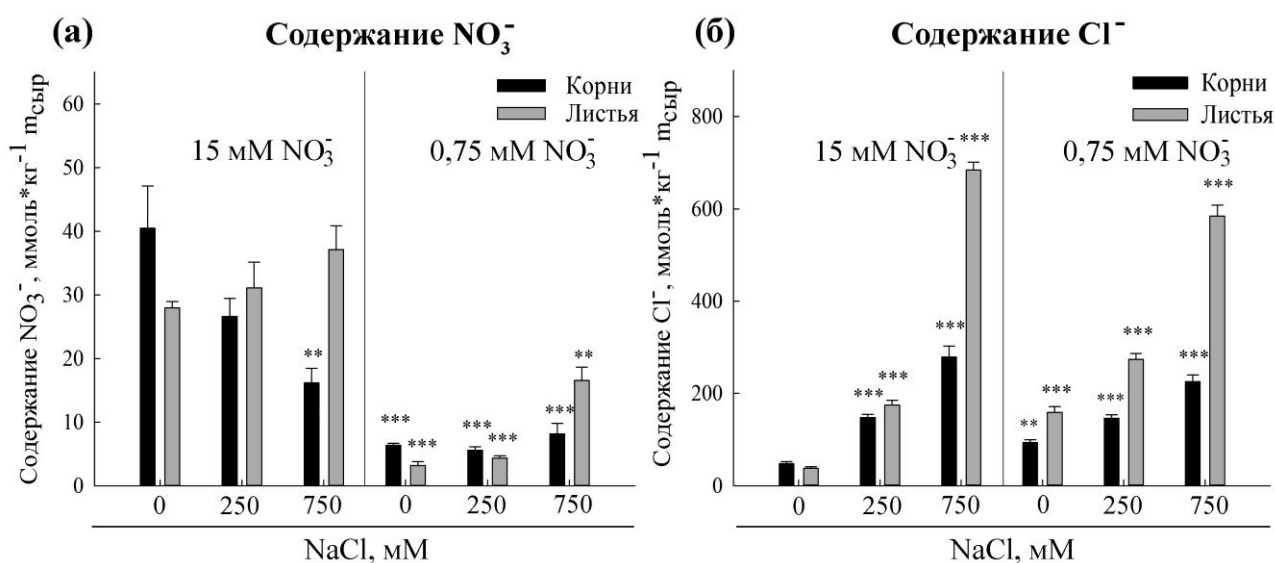 (а) Содержание NO₃⁻
Содержание NO₃⁻, ммоль*кг⁻¹ mсыр
60
50
40
30
20
10
0
Корни
Листья
15 мМ NO₃⁻
0,75 мМ NO₃⁻
**
***
***
***
***
***
**
0 250 750 0 250 750
NaCl, мМ
(б) Содержание Cl⁻
Содержание Cl⁻, ммоль*кг⁻¹ mсыр
800
600
400
200
0
Корни
Листья
15 мМ NO₃⁻
0,75 мМ NO₃⁻
***
***
***
***
**
***
***
***
***
***
0 250 750 0 250 750
NaCl, мМ